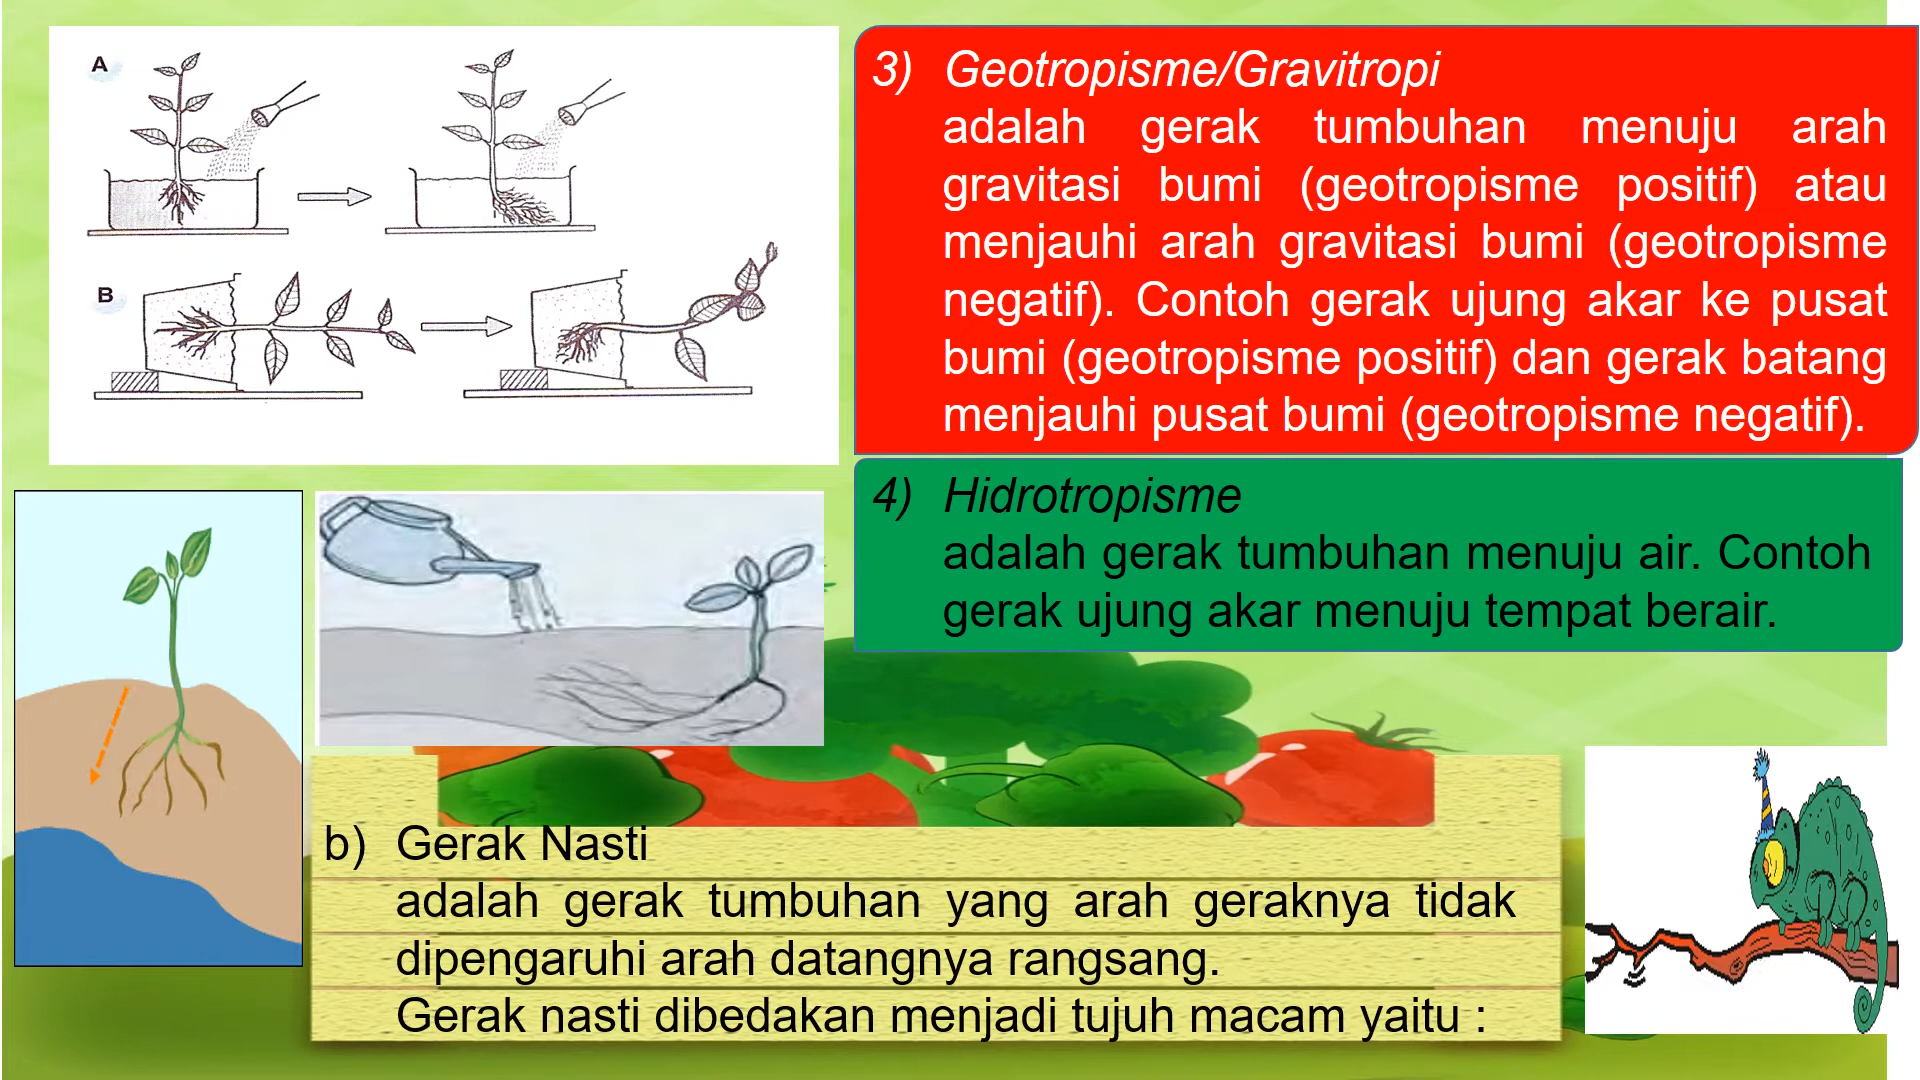 A
B
3) Geotropisme/Gravitropi
adalah gerak tumbuhan menuju arah
gravitasi bumi (geotropisme positif) atau
menjauhi arah gravitasi bumi (geotropisme
negatif). Contoh gerak ujung akar ke pusat
bumi (geotropisme positif) dan gerak batang
menjauhi pusat bumi (geotropisme negatif).
4) Hidrotropisme
adalah gerak tumbuhan menuju air. Contoh
gerak ujung akar menuju tempat berair.
b) Gerak Nasti
adalah gerak tumbuhan yang arah geraknya tidak
dipengaruhi arah datangnya rangsang.
Gerak nasti dibedakan menjadi tujuh macam yaitu :